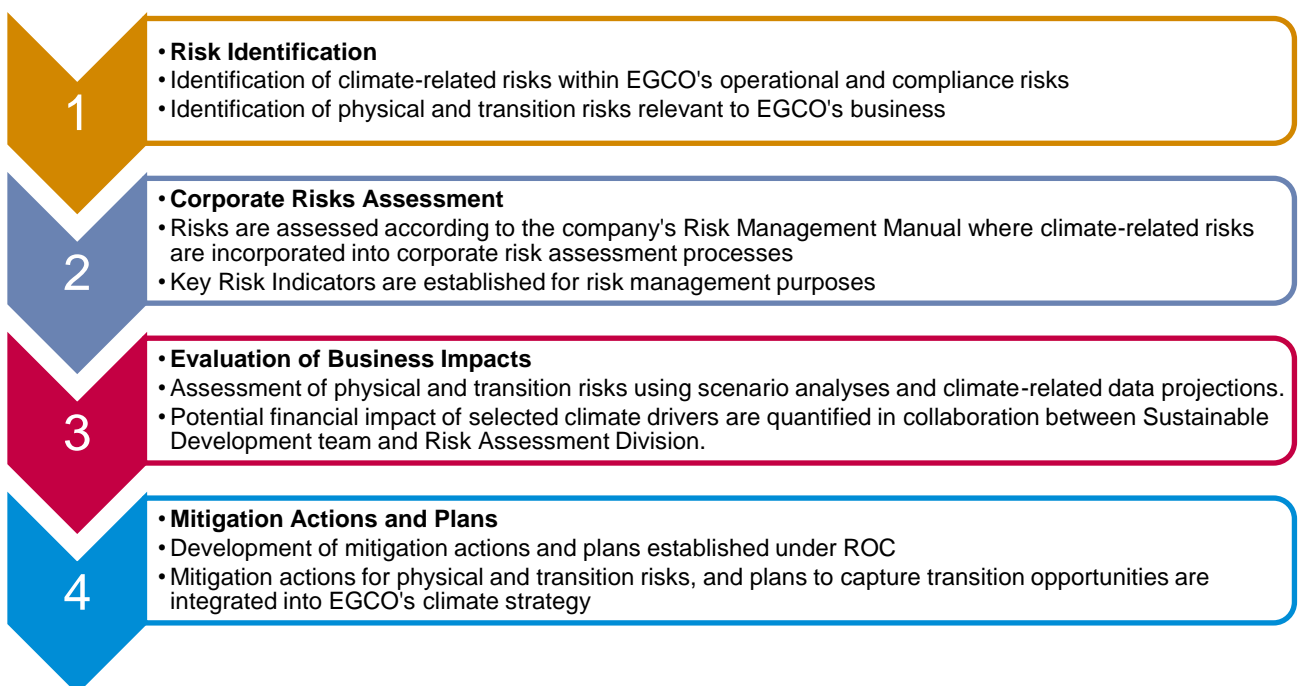 1
• Risk Identification
• Identification of climate-related risks within EGCO's operational and compliance risks
• Identification of physical and transition risks relevant to EGCO's business
2
• Corporate Risks Assessment
• Risks are assessed according to the company's Risk Management Manual where climate-related risks
are incorporated into corporate risk assessment processes
• Key Risk Indicators are established for risk management purposes
3
• Evaluation of Business Impacts
• Assessment of physical and transition risks using scenario analyses and climate-related data projections.
• Potential financial impact of selected climate drivers are quantified in collaboration between Sustainable
Development team and Risk Assessment Division.
4
• Mitigation Actions and Plans
• Development of mitigation actions and plans established under ROC
• Mitigation actions for physical and transition risks, and plans to capture transition opportunities are
integrated into EGCO's climate strategy